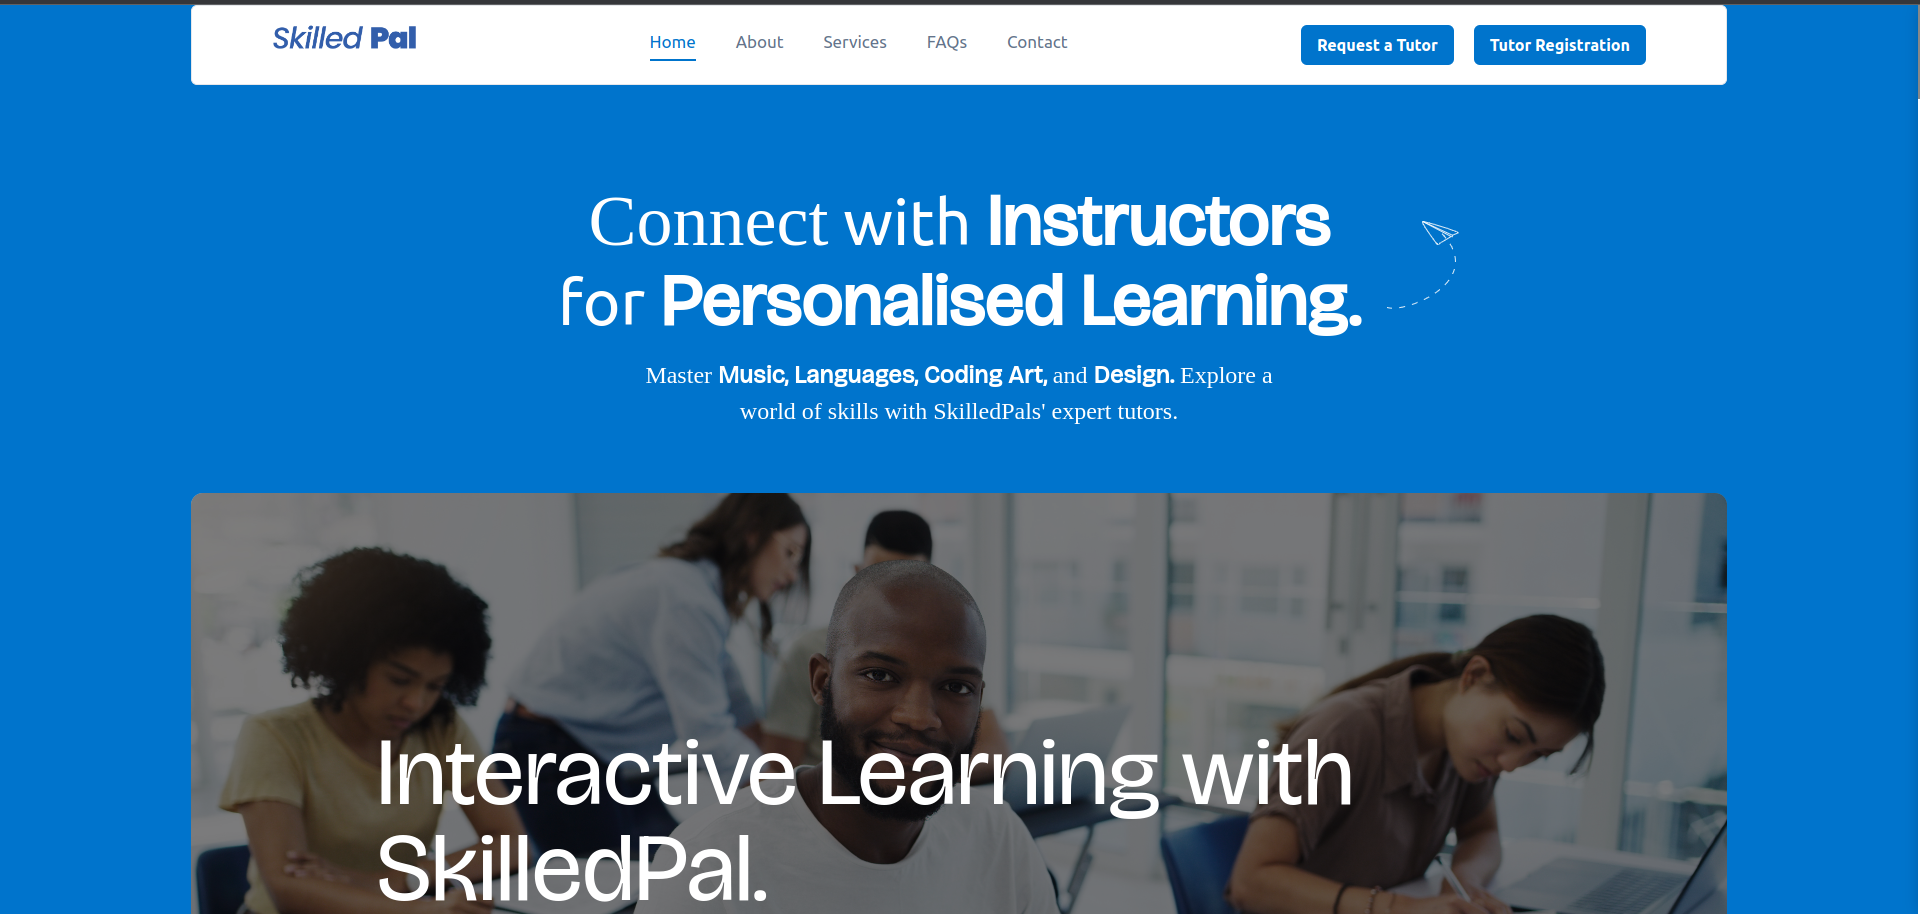 Skilled Pal
Home About Services FAQs Contact
Request a Tutor Tutor Registration
Connect with Instructors
for Personalised Learning.
Master Music, Languages, Coding Art, and Design. Explore a
world of skills with SkilledPals' expert tutors.
Interactive Learning with
SkilledPal.